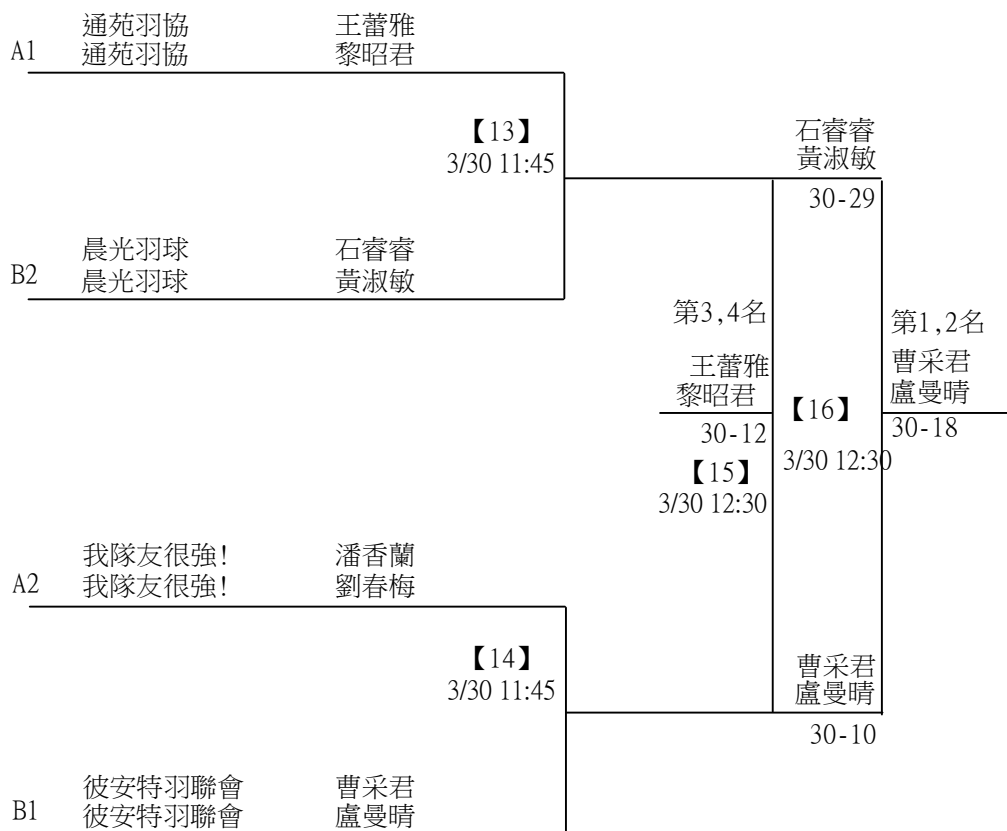 通苑羽協 王蕾雅
A1 通苑羽協 黎昭君
【13】
3/30 11:45
石睿睿
黃淑敏
30-29
晨光羽球 石睿睿
B2 晨光羽球 黃淑敏
第3,4名
第1,2名
王蕾雅
黎昭君
30-12
【15】
3/30 12:30
【16】
3/30 12:30
曹采君
盧曼晴
30-18
我隊友很強! 潘香蘭
A2 我隊友很強! 劉春梅
【14】
3/30 11:45
曹采君
盧曼晴
30-10
彼安特羽聯會 曹采君
B1 彼安特羽聯會 盧曼晴